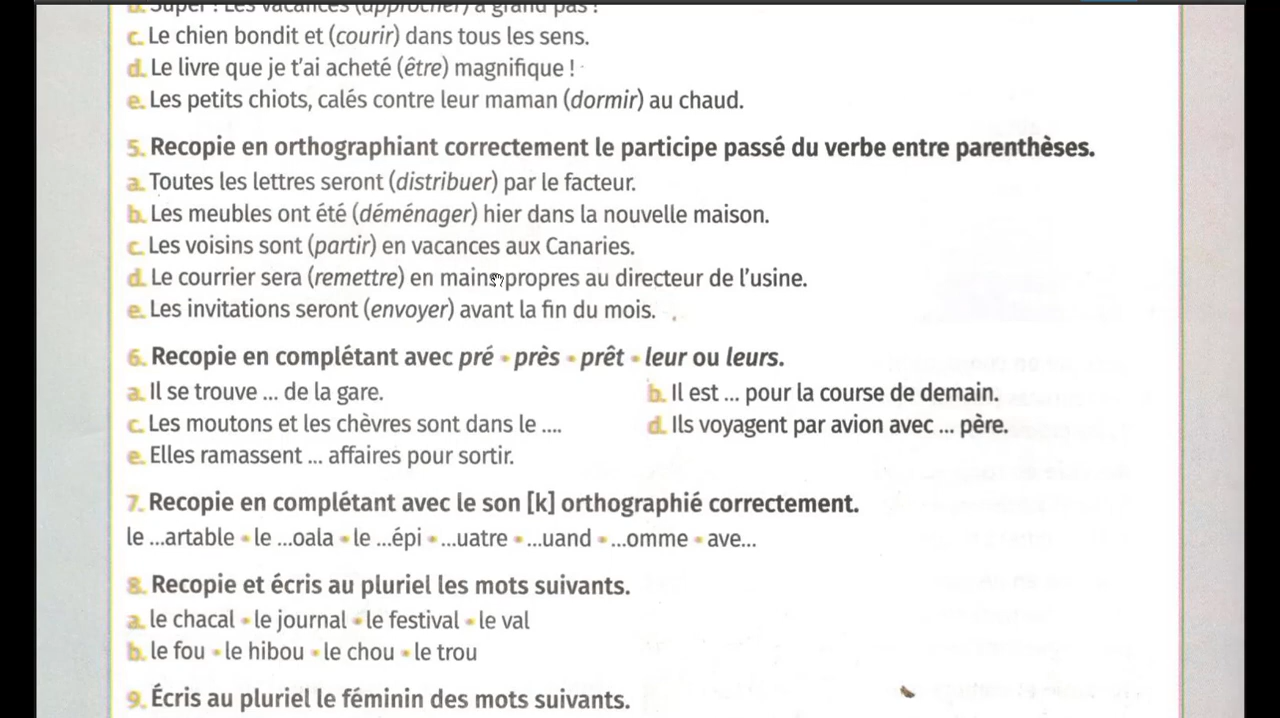 b. Super ! Les vacances (approcher) à grand pas !
c. Le chien bondit et (courir) dans tous les sens.
d. Le livre que je t'ai acheté (être) magnifique !
e. Les petits chiots, calés contre leur maman (dormir) au chaud.
5. Recopie en orthographiant correctement le participe passé du verbe entre parenthèses.
a. Toutes les lettres seront (distribuer) par le facteur.
b. Les meubles ont été (déménager) hier dans la nouvelle maison.
c. Les voisins sont (partir) en vacances aux Canaries.
d. Le courrier sera (remettre) en mains propres au directeur de l'usine.
e. Les invitations seront (envoyer) avant la fin du mois.
6. Recopie en complétant avec pré • près • prêt • leur ou leurs.
a. Il se trouve ... de la gare. b. Il est ... pour la course de demain.
c. Les moutons et les chèvres sont dans le .... d. Ils voyagent par avion avec ... père.
e. Elles ramassent ... affaires pour sortir.
7. Recopie en complétant avec le son [k] orthographié correctement.
le ...artable • le ...oala • le ...épi • ...uatre • ...uand • ...omme • ave...
8. Recopie et écris au pluriel les mots suivants.
a. le chacal • le journal • le festival • le val
b. le fou • le hibou • le chou • le trou
9. Écris au pluriel le féminin des mots suivants.